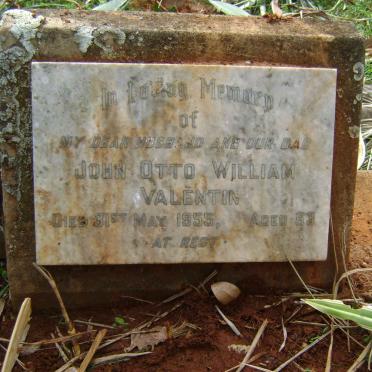 In Loving Memory
of
MY DEAR HUSBAND AND OUR DAD
JOHN OTTO WILLIAM
VALENTIN
DIED 31ST MAY 1955, AGED 53
AT REST